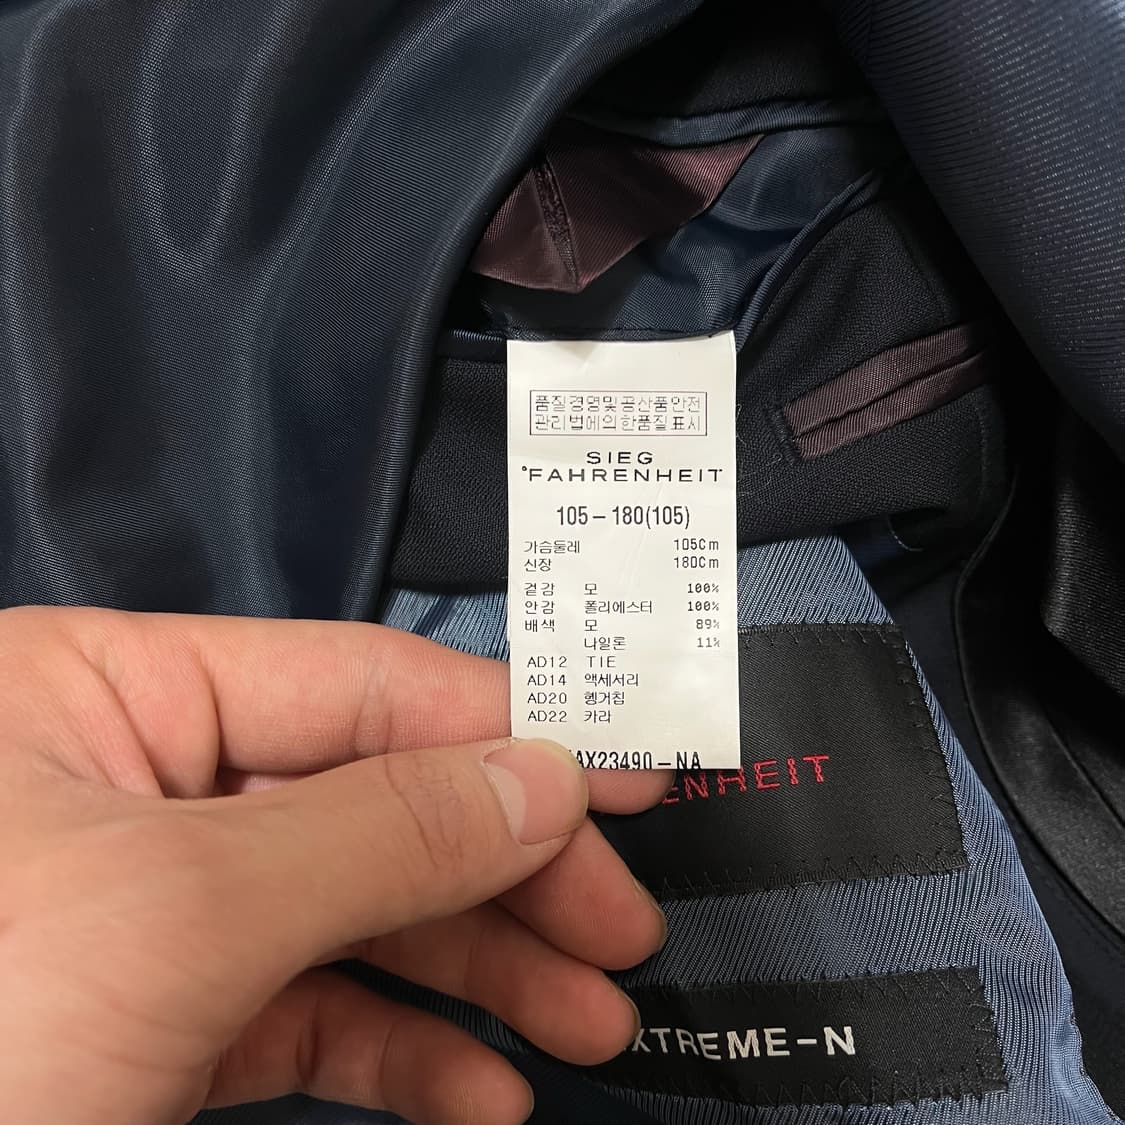 품질경영및공산품안전
관리법에의한품질표시
SIEG
FAHRENHEIT
105-180(105)
가슴둘레 105Cm
신장 180Cm
겉감 모 100%
안감 폴리에스터 100%
배색 모 89%
나일론 11%
AD12 TIE
AD14 액세서리
AD20 헹거칩
AD22 카라
AX23490-NA
ENHEIT
XTREME-N